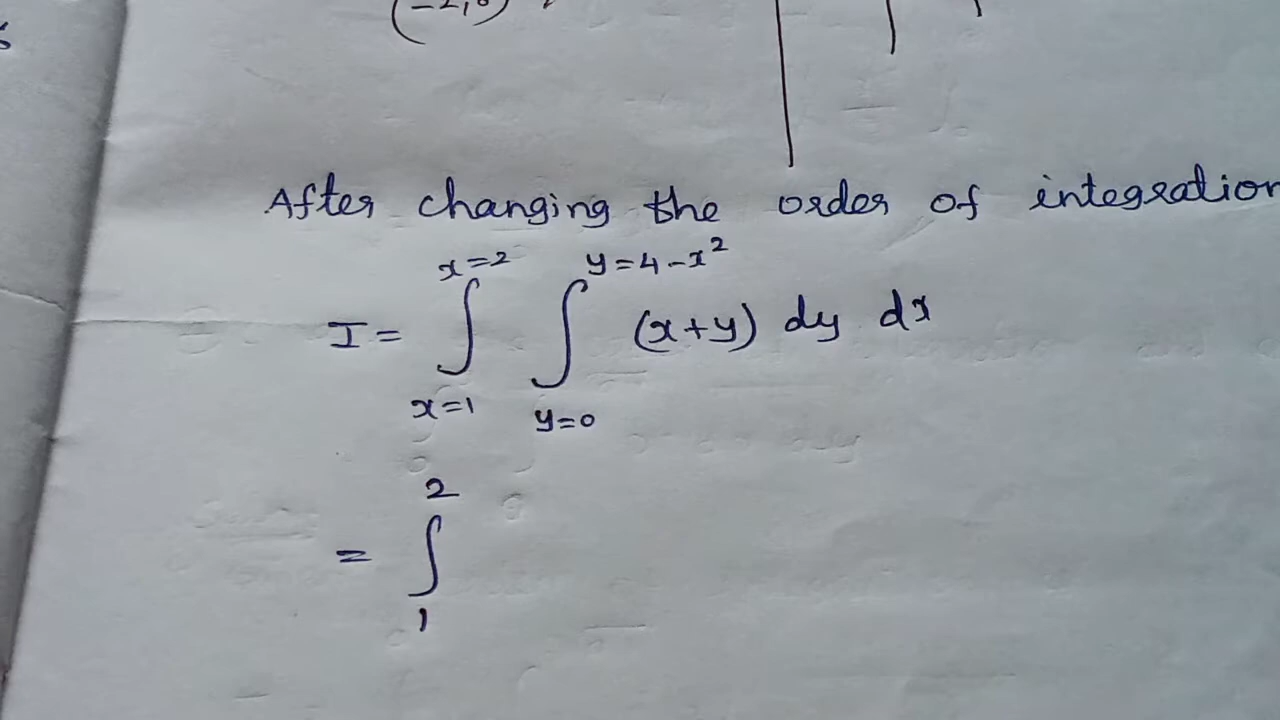 After changing the order of integration
x=2 y=4-x²
I= ∫ ∫ (x+y) dy dx
x=1 y=0
2
= ∫
1